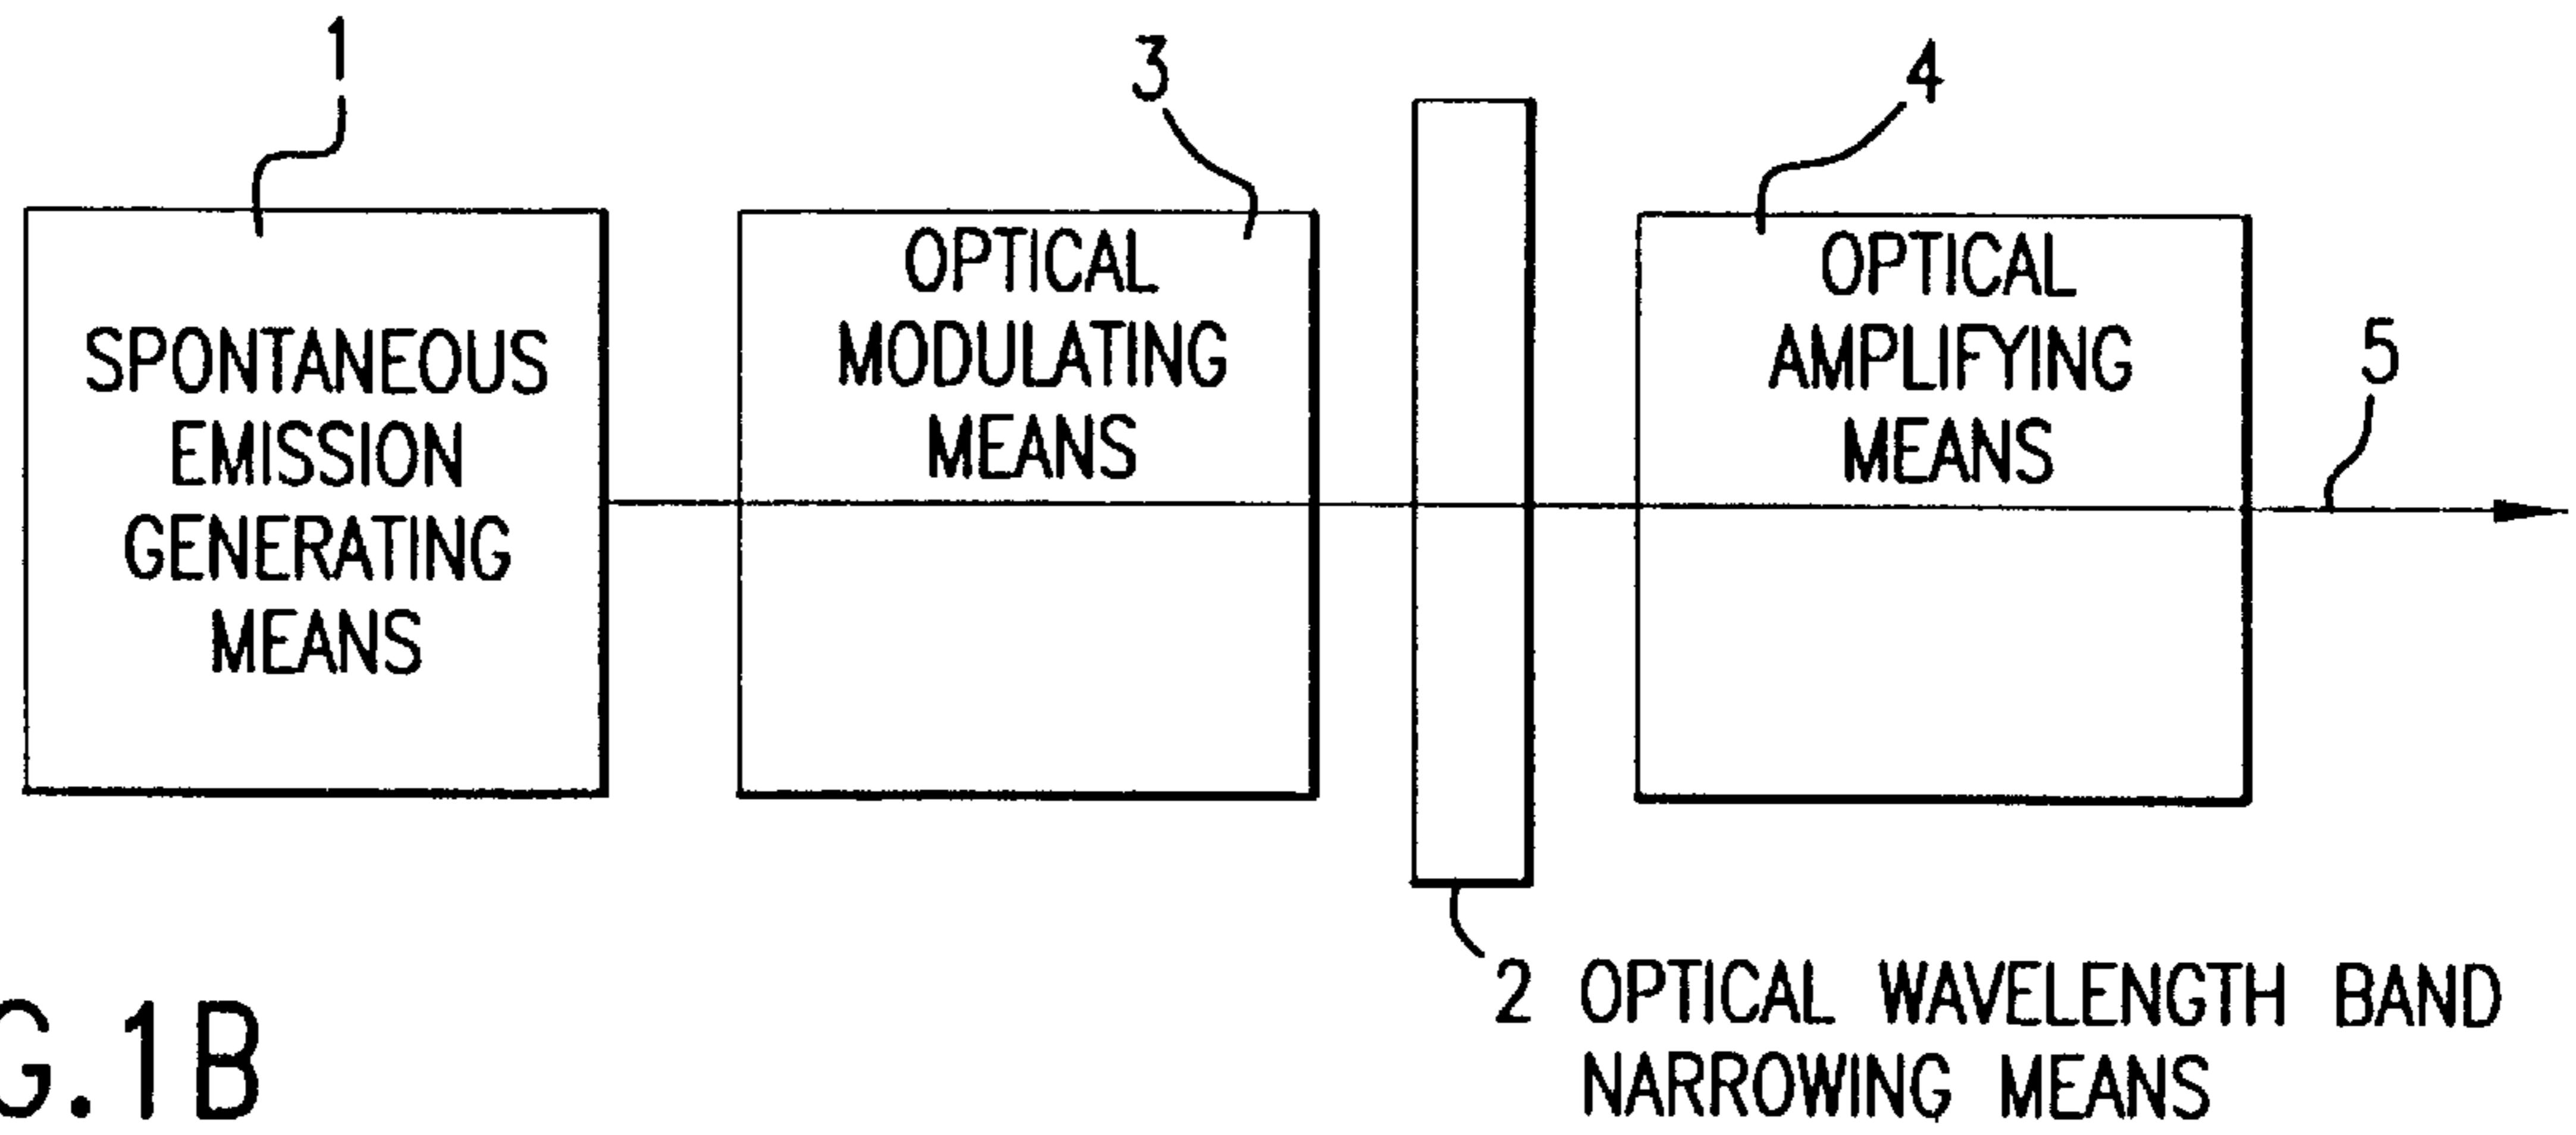 1
3
4
SPONTANEOUS
EMISSION
GENERATING
MEANS
OPTICAL
MODULATING
MEANS
OPTICAL
AMPLIFYING
MEANS
5
2 OPTICAL WAVELENGTH BAND
NARROWING MEANS
G.1B